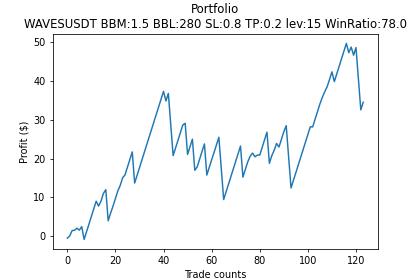 Portfolio
WAVESUSDT BBM:1.5 BBL:280 SL:0.8 TP:0.2 lev:15 WinRatio:78.0
50
40
30
20
10
0
Profit ($)
0 20 40 60 80 100 120
Trade counts